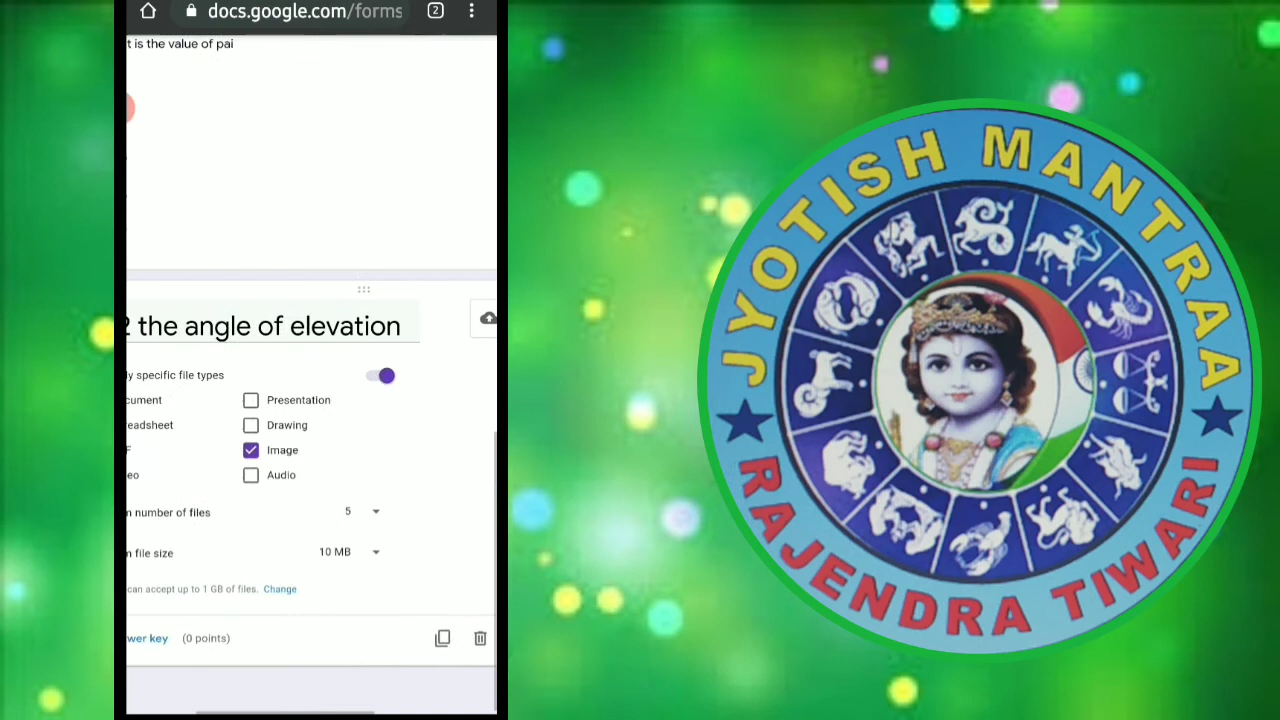 docs.google.com/forms
2
t is the value of pai
2 the angle of elevation
y specific file types
cument
Presentation
eadsheet
Drawing
F
Image
eo
Audio
m number of files
5
m file size
10 MB
can accept up to 1 GB of files. Change
wer key
(0 points)
JYOTISH MANTRAA
RAJENDRA TIWARI